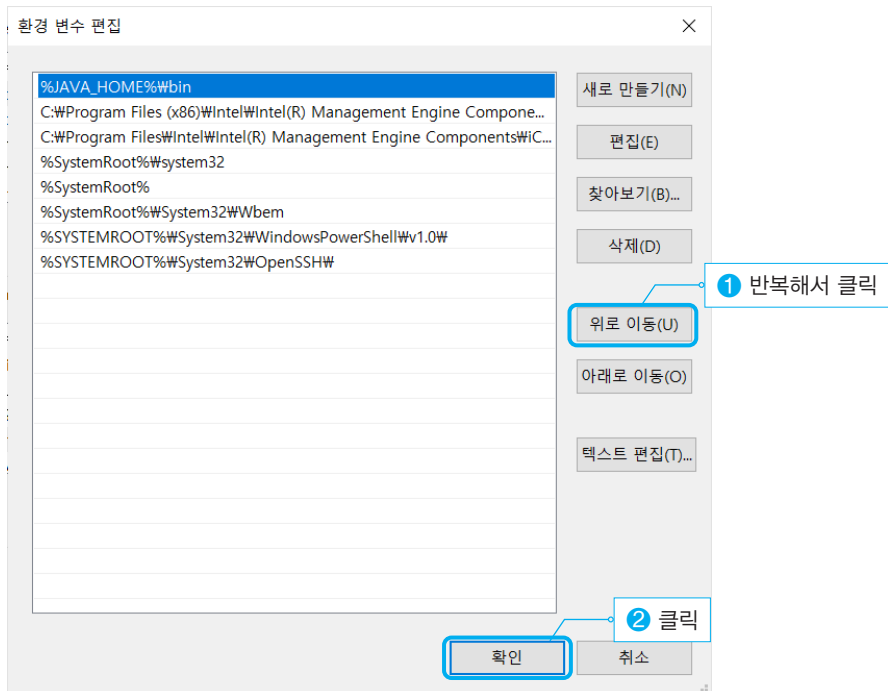 환경 변수 편집
%JAVA_HOME%₩bin
C:₩Program Files (x86)₩Intel₩Intel(R) Management Engine Compone...
C:₩Program Files₩Intel₩Intel(R) Management Engine Components₩iC...
%SystemRoot%₩system32
%SystemRoot%
%SystemRoot%₩System32₩Wbem
%SYSTEMROOT%₩System32₩WindowsPowerShell₩v1.0₩
%SYSTEMROOT%₩System32₩OpenSSH₩
새로 만들기(N)
편집(E)
찾아보기(B)...
삭제(D)
1 반복해서 클릭
위로 이동(U)
아래로 이동(O)
텍스트 편집(T)...
2 클릭
확인
취소